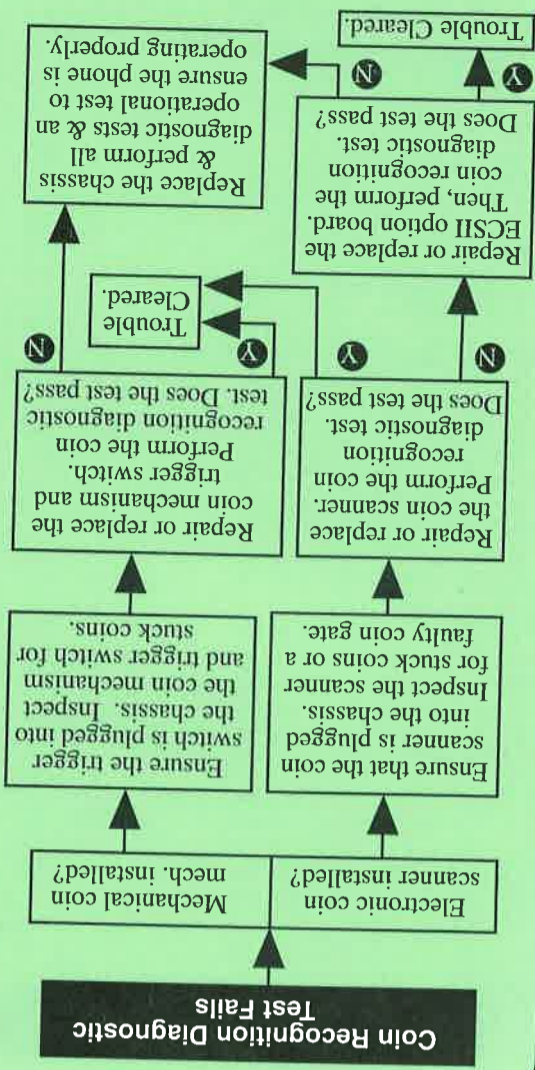 Coin Recognition Diagnostic
Test Fails
Electronic coin
scanner installed?
Mechanical coin
mech. installed?
Ensure that the coin
scanner is plugged
into the chassis.
Inspect the scanner
for stuck coins or a
faulty coin gate.
Ensure the trigger
switch is plugged into
the chassis. Inspect
the coin mechanism
and trigger switch for
stuck coins.
Repair or replace
the coin scanner.
Perform the coin
recognition
diagnostic test.
Does the test pass?
Repair or replace the
coin mechanism and
trigger switch.
Perform the coin
recognition diagnostic
test. Does the test pass?
N
Y
Y
N
Trouble
Cleared.
Repair or replace the
ECSII option board.
Then, perform the
coin recognition
diagnostic test.
Does the test pass?
Replace the chassis
& perform all
diagnostic tests & an
operational test to
ensure the phone is
operating properly.
Y
N
Trouble Cleared.